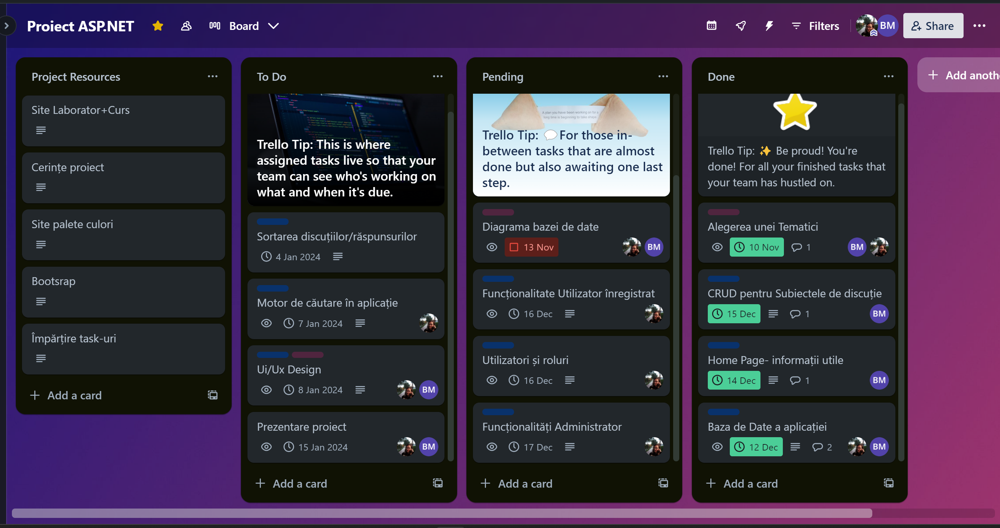 Proiect ASP.NET
Board
Filters
BM
Share
Project Resources
Site Laborator+Curs
Cerințe proiect
Site palete culori
Bootsrap
Împărțire task-uri
Add a card
To Do
Trello Tip: This is where
assigned tasks live so that your
team can see who's working on
what and when it's due.
Sortarea discuțiilor/răspunsurilor
4 Jan 2024
Motor de căutare în aplicație
7 Jan 2024
Ui/Ux Design
8 Jan 2024
BM
Prezentare proiect
15 Jan 2024
BM
Add a card
Pending
A plan you have been working on for a
long time is beginning to take shape.
Trello Tip: 💬For those in-
between tasks that are almost
done but also awaiting one last
step.
Diagrama bazei de date
13 Nov
BM
Funcționalitate Utilizator înregistrat
16 Dec
Utilizatori și roluri
16 Dec
Funcționalități Administrator
17 Dec
Add a card
Done
Trello Tip: ✨ Be proud! You're
done! For all your finished tasks that
your team has hustled on.
Alegerea unei Tematici
10 Nov
1
BM
CRUD pentru Subiectele de discuție
15 Dec
1
BM
Home Page- informații utile
14 Dec
1
BM
Baza de Date a aplicației
12 Dec
2
BM
Add a card
Add anoth